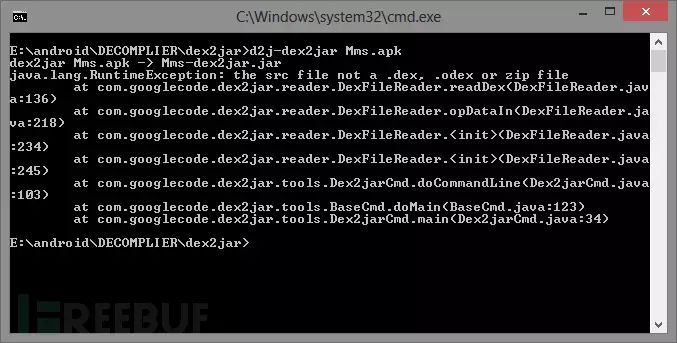 C:\Windows\system32\cmd.exe
E:\android\DECOMPLIER\dex2jar>d2j-dex2jar Mms.apk
dex2jar Mms.apk -> Mms-dex2jar.jar
java.lang.RuntimeException: the src file not a .dex, .odex or zip file
        at com.googlecode.dex2jar.reader.DexFileReader.readDex(DexFileReader.jav
a:136)
        at com.googlecode.dex2jar.reader.DexFileReader.opDataIn(DexFileReader.ja
va:218)
        at com.googlecode.dex2jar.reader.DexFileReader.<init>(DexFileReader.java
:234)
        at com.googlecode.dex2jar.reader.DexFileReader.<init>(DexFileReader.java
:245)
        at com.googlecode.dex2jar.tools.Dex2jarCmd.doCommandLine(Dex2jarCmd.java
:103)
        at com.googlecode.dex2jar.tools.BaseCmd.doMain(BaseCmd.java:123)
        at com.googlecode.dex2jar.tools.Dex2jarCmd.main(Dex2jarCmd.java:34)
E:\android\DECOMPLIER\dex2jar>
FREEBUF